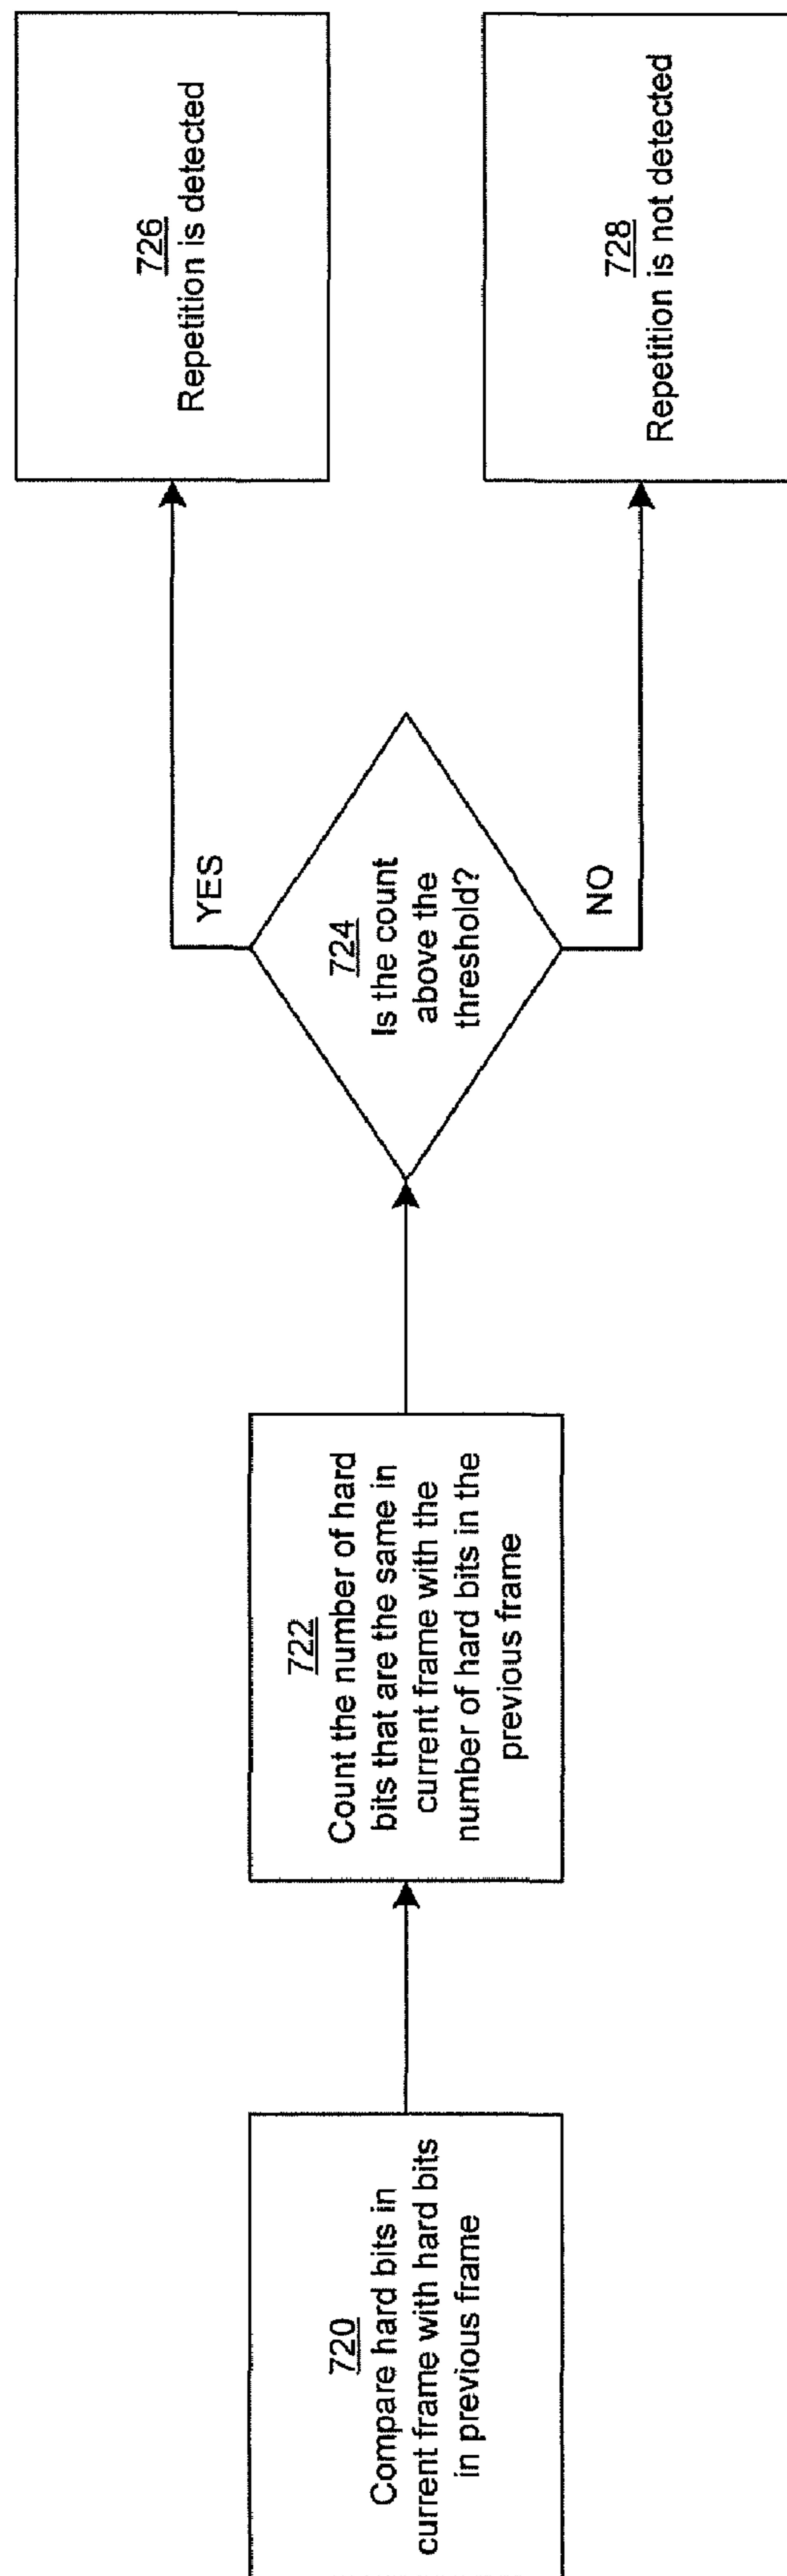 720
Compare hard bits in
current frame with hard bits
in previous frame
722
Count the number of hard
bits that are the same in
current frame with the
number of hard bits in the
previous frame
724
Is the count
above the
threshold?
YES
NO
726
Repetition is detected
728
Repetition is not detected